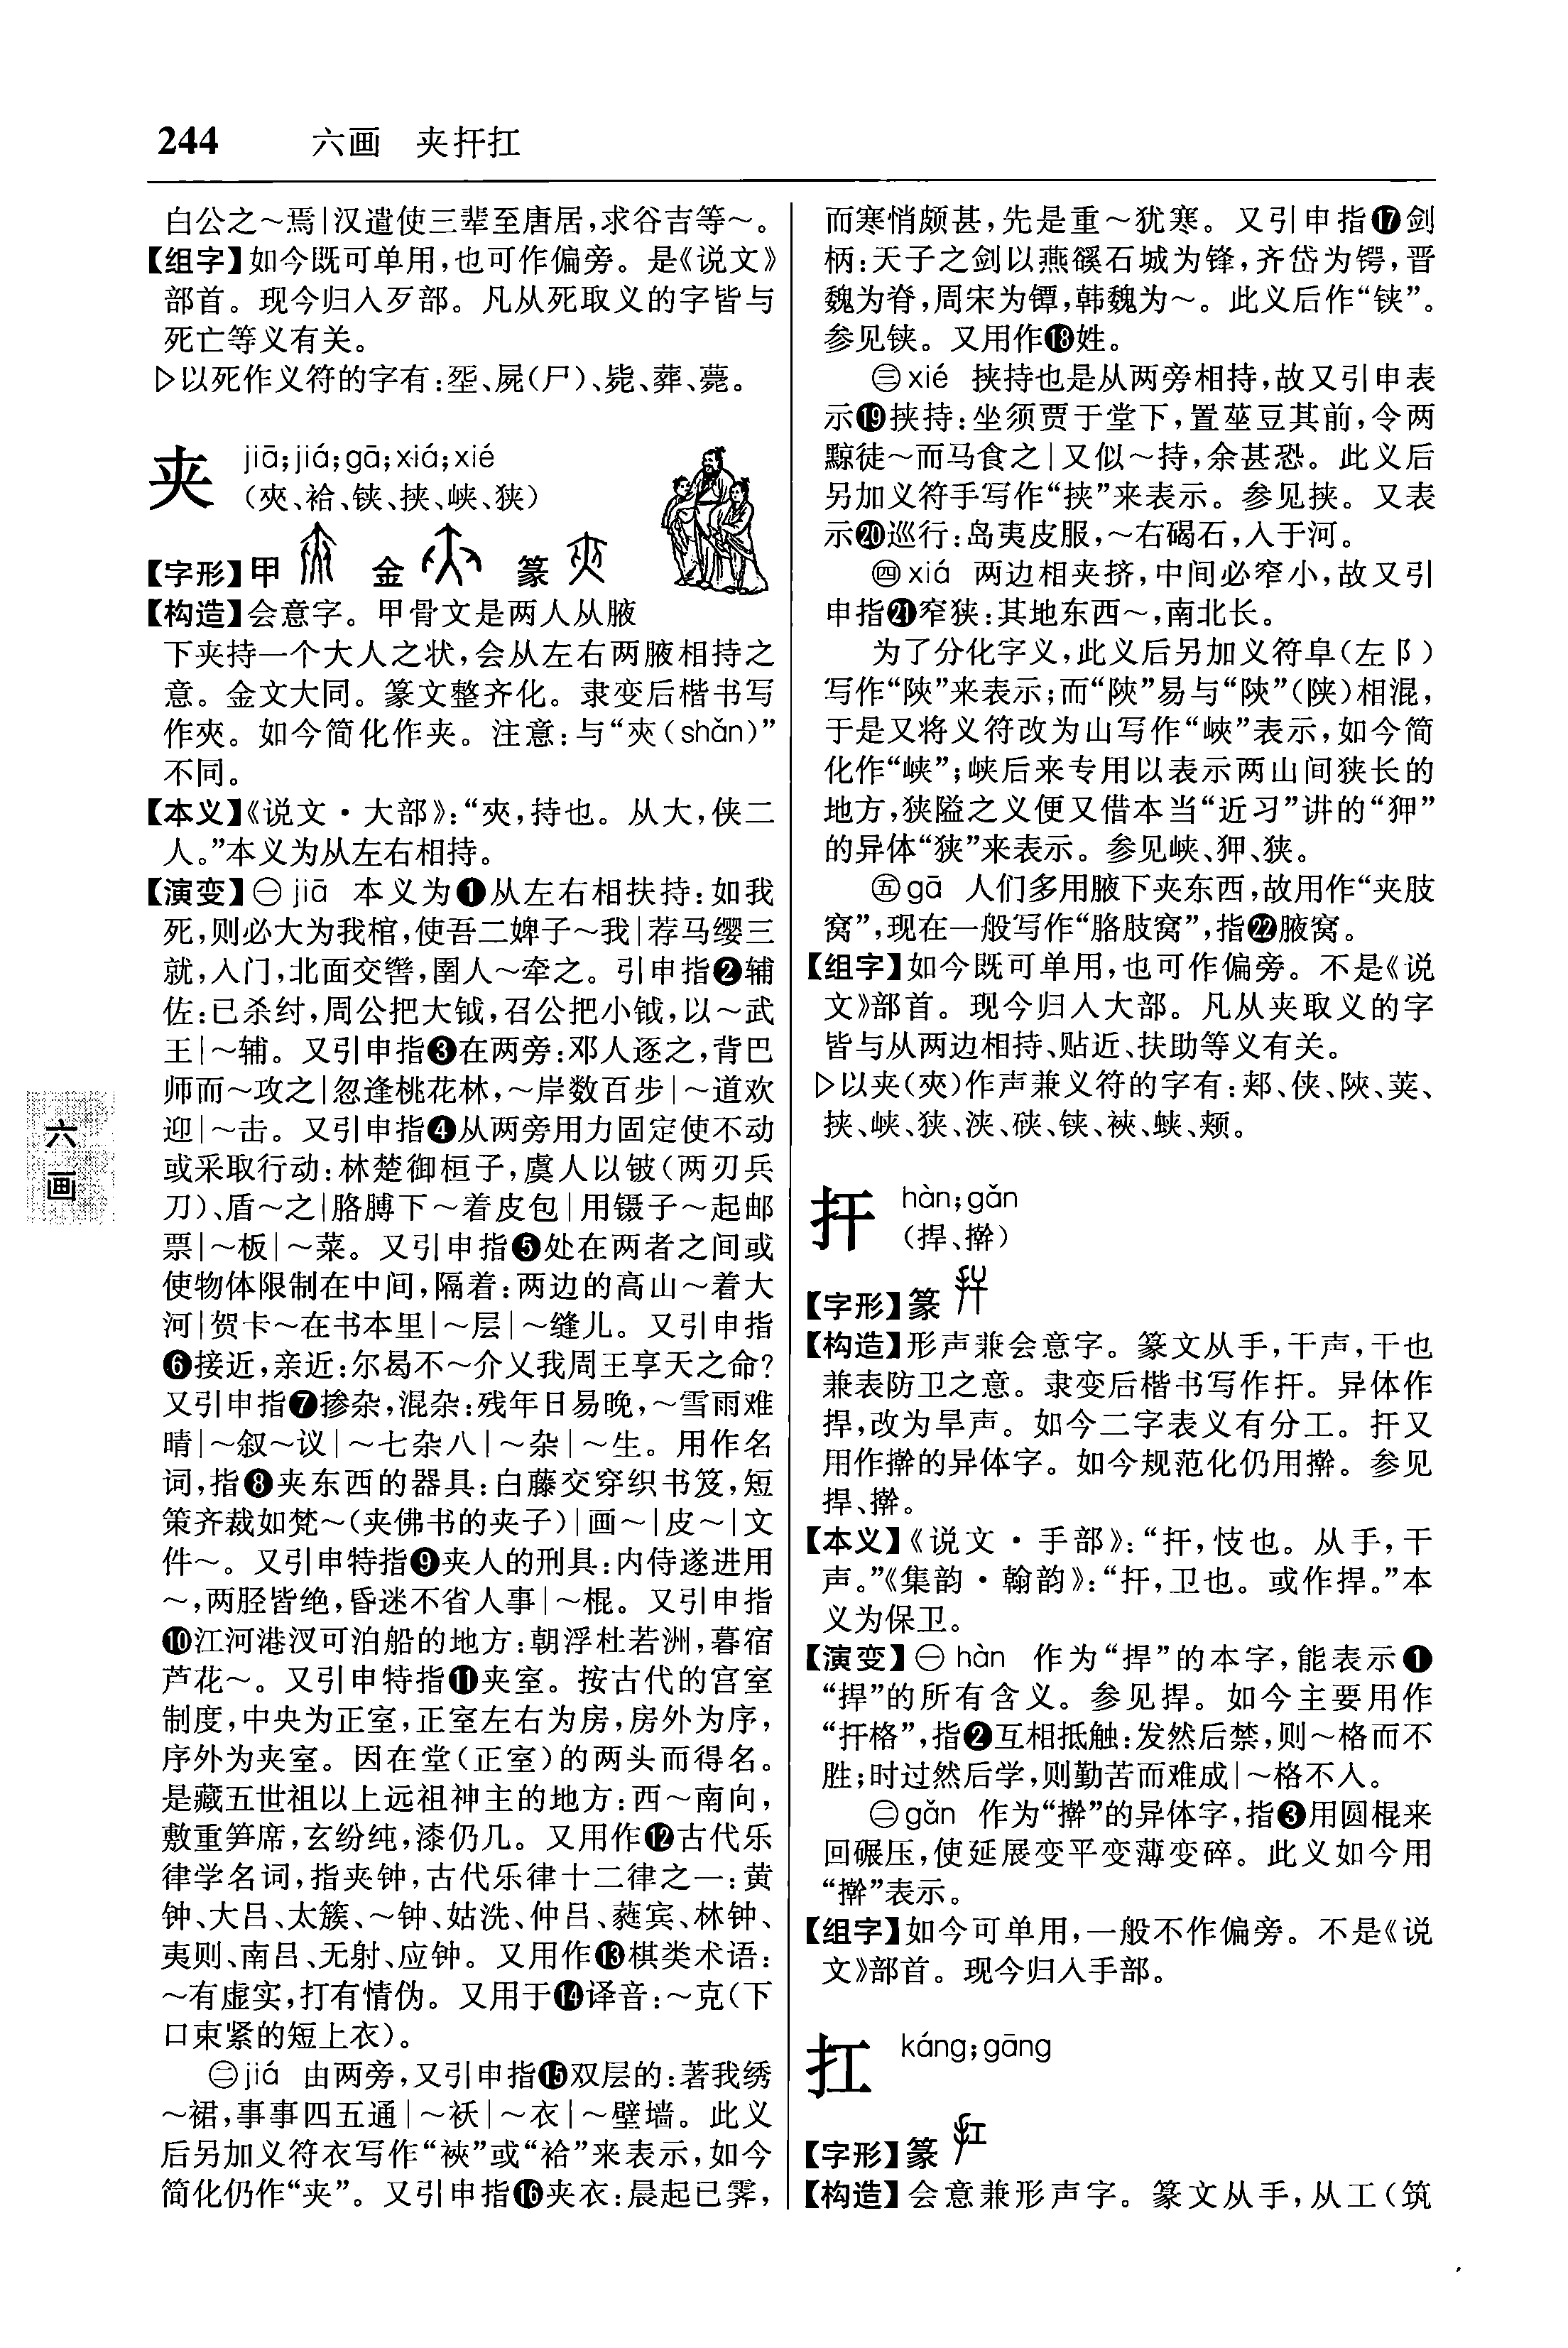 244 六画 夹扞扛
白公之～焉|汉遣使三辈至唐居,求谷吉等～。
【组字】如今既可单用,也可作偏旁。是《说文》
部首。现今归入歹部。凡从死取义的字皆与
死亡等义有关。
▷以死作义符的字有:坙、屍(尸)、毙、葬、薨。
夹 jiā;jiá;gā;xiá;xié
(夾、袷、铗、挟、峡、狭)
【字形】甲 金 篆
【构造】会意字。甲骨文是两人从腋
下夹持一个大人之状,会从左右两腋相持之
意。金文大同。篆文整齐化。隶变后楷书写
作夾。如今简化作夹。注意:与“㚒(shǎn)”
不同。
【本义】《说文·大部》:“夾,持也。从大,侠二
人。”本义为从左右相持。
【演变】㊀jiā 本义为❶从左右相扶持:如我
死,则必大为我棺,使吾二婢子～我|荐马缨三
就,入门,北面交辔,圉人～牵之。引申指❷辅
佐:已杀纣,周公把大钺,召公把小钺,以～武
王|～辅。又引申指❸在两旁:邓人逐之,背巴
师而～攻之|忽逢桃花林,～岸数百步|～道欢
迎|～击。又引申指❹从两旁用力固定使不动
或采取行动:林楚御桓子,虞人以铍(两刃兵
刀)、盾～之|胳膊下～着皮包|用镊子～起邮
票|～板|～菜。又引申指❺处在两者之间或
使物体限制在中间,隔着:两边的高山～着大
河|贺卡～在书本里|～层|～缝儿。又引申指
❻接近,亲近:尔曷不～介乂我周王享天之命?
又引申指❼掺杂,混杂:残年日易晚,～雪雨难
晴|～叙～议|～七杂八|～杂|～生。用作名
词,指❽夹东西的器具:白藤交穿织书笈,短
策齐裁如梵～(夹佛书的夹子)|画～|皮～|文
件～。又引申特指❾夹人的刑具:内侍遂进用
～,两胫皆绝,昏迷不省人事|～棍。又引申指
❿江河港汊可泊船的地方:朝浮杜若洲,暮宿
芦花～。又引申特指⓫夹室。按古代的宫室
制度,中央为正室,正室左右为房,房外为序,
序外为夹室。因在堂(正室)的两头而得名。
是藏五世祖以上远祖神主的地方:西～南向,
敷重笋席,玄纷纯,漆仍几。又用作⓬古代乐
律学名词,指夹钟,古代乐律十二律之一:黄
钟、大吕、太簇、～钟、姑洗、仲吕、蕤宾、林钟、
夷则、南吕、无射、应钟。又用作⓭棋类术语:
～有虚实,打有情伪。又用于⓮译音:～克(下
口束紧的短上衣)。
㊁jiá 由两旁,又引申指⓯双层的:著我绣
～裙,事事四五通|～袄|～衣|～壁墙。此义
后另加义符衣写作“裌”或“袷”来表示,如今
简化仍作“夹”。又引申指⓰夹衣:晨起已霁,
而寒悄颇甚,先是重～犹寒。又引申指⓱剑
柄:天子之剑以燕豀石城为锋,齐岱为锷,晋
魏为脊,周宋为镡,韩魏为～。此义后作“铗”。
参见铗。又用作⓲姓。
㊂xié 挟持也是从两旁相持,故又引申表
示⓳挟持:坐须贾于堂下,置莝豆其前,令两
黥徒～而马食之|又似～持,余甚恐。此义后
另加义符手写作“挟”来表示。参见挟。又表
示⓴巡行:岛夷皮服,～右碣石,入于河。
㊃xiá 两边相夹挤,中间必窄小,故又引
申指㉑窄狭:其地东西～,南北长。
为了分化字义,此义后另加义符阜(左阝)
写作“陜”来表示;而“陜”易与“陝”(陕)相混,
于是又将义符改为山写作“峽”表示,如今简
化作“峡”;峡后来专用以表示两山间狭长的
地方,狭隘之义便又借本当“近习”讲的“狎”
的异体“狭”来表示。参见峡、狎、狭。
㊄gā 人们多用腋下夹东西,故用作“夹肢
窝”,现在一般写作“胳肢窝”,指㉒腋窝。
【组字】如今既可单用,也可作偏旁。不是《说
文》部首。现今归入大部。凡从夹取义的字
皆与从两边相持、贴近、扶助等义有关。
▷以夹(夾)作声兼义符的字有:郏、侠、陜、荚、
挟、峡、狭、浃、硖、铗、裌、蛱、颊。
扞 hàn;gǎn
(捍、擀)
【字形】篆
【构造】形声兼会意字。篆文从手,干声,干也
兼表防卫之意。隶变后楷书写作扞。异体作
捍,改为旱声。如今二字表义有分工。扞又
用作擀的异体字。如今规范化仍用擀。参见
捍、擀。
【本义】《说文·手部》:“扞,忮也。从手,干
声。”《集韵·翰韵》:“扞,卫也。或作捍。”本
义为保卫。
【演变】㊀hàn 作为“捍”的本字,能表示❶
“捍”的所有含义。参见捍。如今主要用作
“扞格”,指❷互相抵触:发然后禁,则～格而不
胜;时过然后学,则勤苦而难成|～格不入。
㊁gǎn 作为“擀”的异体字,指❸用圆棍来
回碾压,使延展变平变薄变碎。此义如今用
“擀”表示。
【组字】如今可单用,一般不作偏旁。不是《说
文》部首。现今归入手部。
扛 káng;gāng
【字形】篆
【构造】会意兼形声字。篆文从手,从工(筑
六画